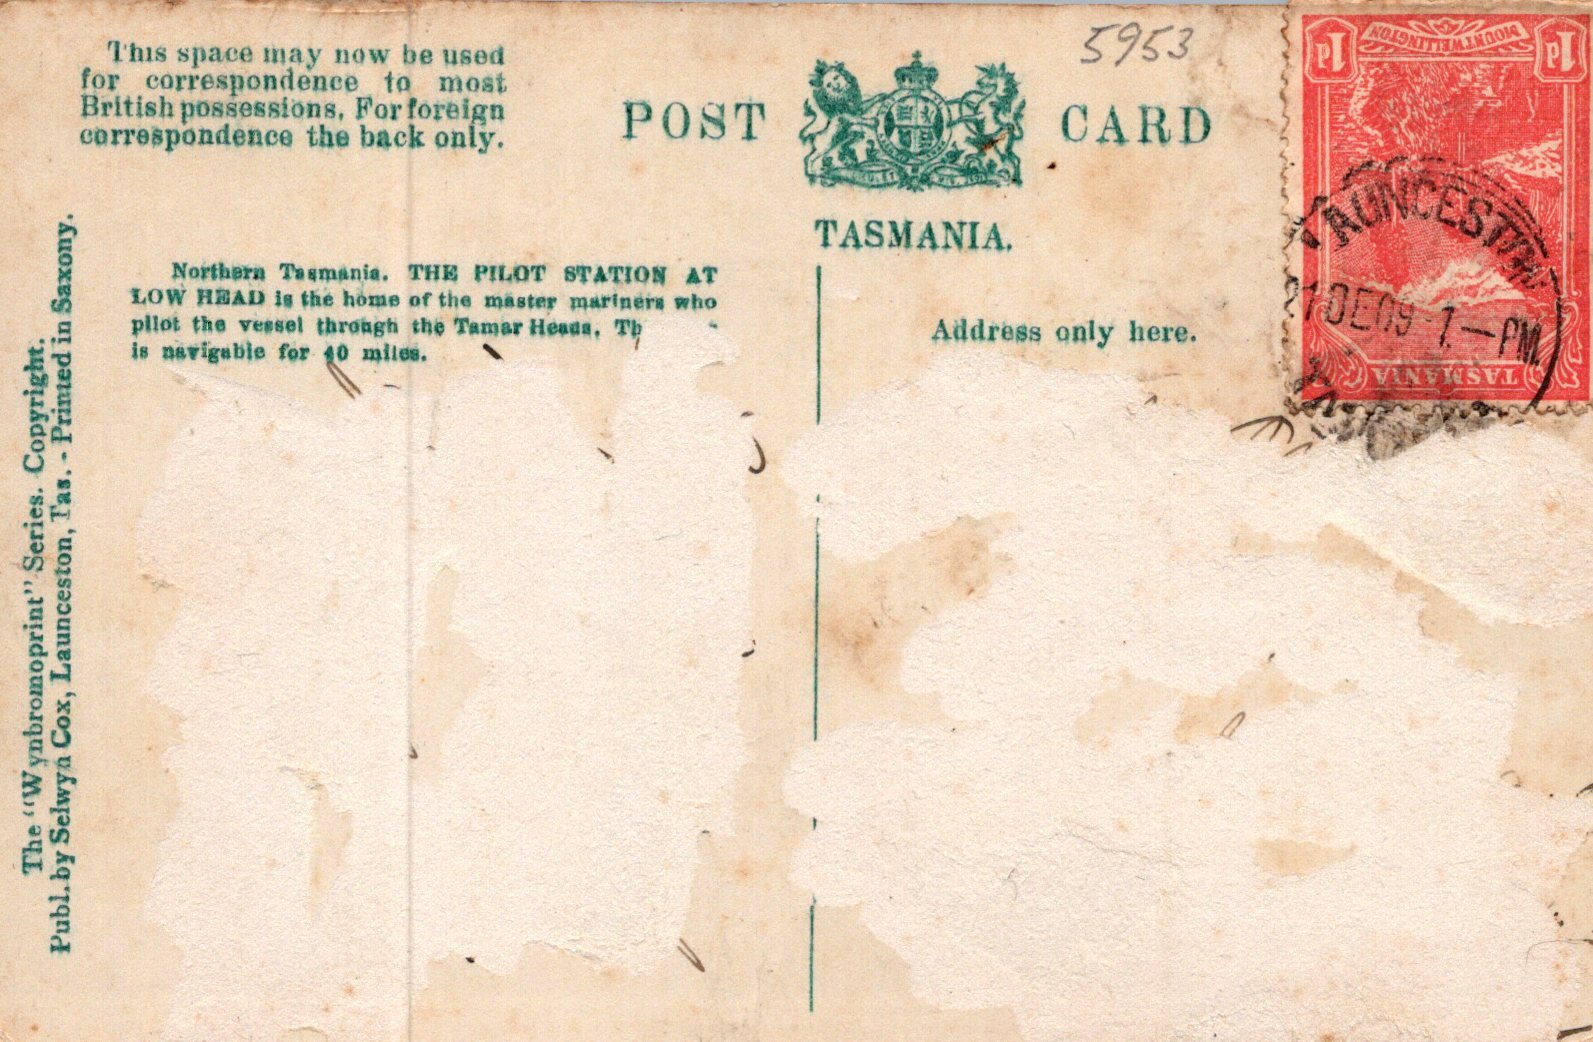 This space may now be used
for correspondence to most
British possessions. For foreign
correspondence the back only.
5953
POST CARD
TASMANIA.
Northern Tasmania. THE PILOT STATION AT
LOW HEAD is the home of the master mariners who
pilot the vessel through the Tamar Heads.
is navigable for 40 miles.
Address only here.
The "Wynbromoprint" Series. Copyright.
Publ. by Selwyn Cox, Launceston, Tas. - Printed in Saxony.
1d MOUNT WELLINGTON 1d
TASMANIA
LAUNCESTON
21 DE 09 1 - PM